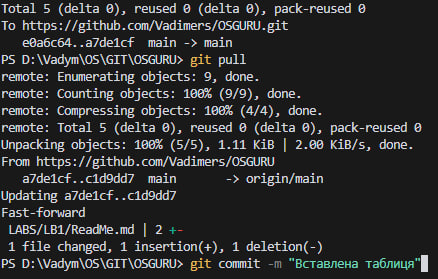 Total 5 (delta 0), reused 0 (delta 0), pack-reused 0
To https://github.com/Vadimers/OSGURU.git
   e0a6c64..a7de1cf  main -> main
PS D:\Vadym\OS\GIT\OSGURU> git pull
remote: Enumerating objects: 9, done.
remote: Counting objects: 100% (9/9), done.
remote: Compressing objects: 100% (4/4), done.
remote: Total 5 (delta 0), reused 0 (delta 0), pack-reused 0
Unpacking objects: 100% (5/5), 1.11 KiB | 2.00 KiB/s, done.
From https://github.com/Vadimers/OSGURU
   a7de1cf..c1d9dd7  main       -> origin/main
Updating a7de1cf..c1d9dd7
Fast-forward
 LABS/LB1/ReadMe.md | 2 +-
 1 file changed, 1 insertion(+), 1 deletion(-)
PS D:\Vadym\OS\GIT\OSGURU> git commit -m "Вставлена таблиця"